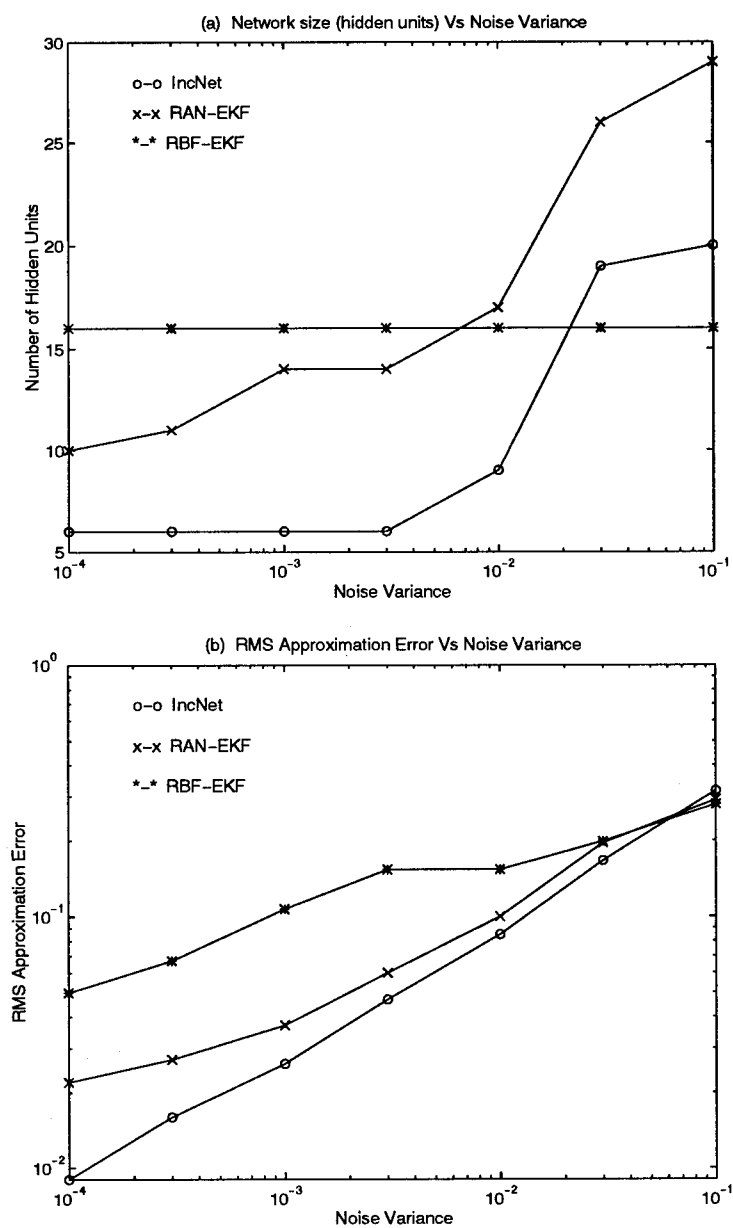 (a) Network size (hidden units) Vs Noise Variance
30
o–o IncNet
x–x RAN–EKF
*–* RBF–EKF
25
20
15
10
5
Number of Hidden Units
10⁻⁴ 10⁻³ 10⁻² 10⁻¹
Noise Variance
(b) RMS Approximation Error Vs Noise Variance
10⁰
o–o IncNet
x–x RAN–EKF
*–* RBF–EKF
10⁻¹
10⁻²
RMS Approximation Error
10⁻⁴ 10⁻³ 10⁻² 10⁻¹
Noise Variance